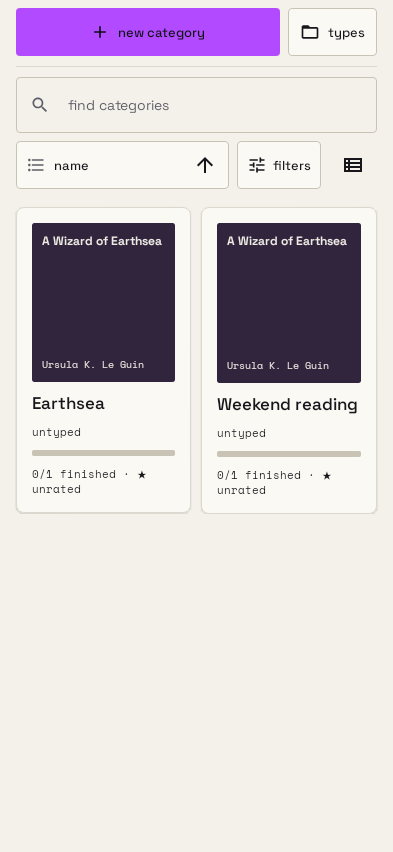 new category
types
find categories
name
filters
A Wizard of Earthsea
Ursula K. Le Guin
Earthsea
untyped
0/1 finished · ★
unrated
A Wizard of Earthsea
Ursula K. Le Guin
Weekend reading
untyped
0/1 finished · ★
unrated